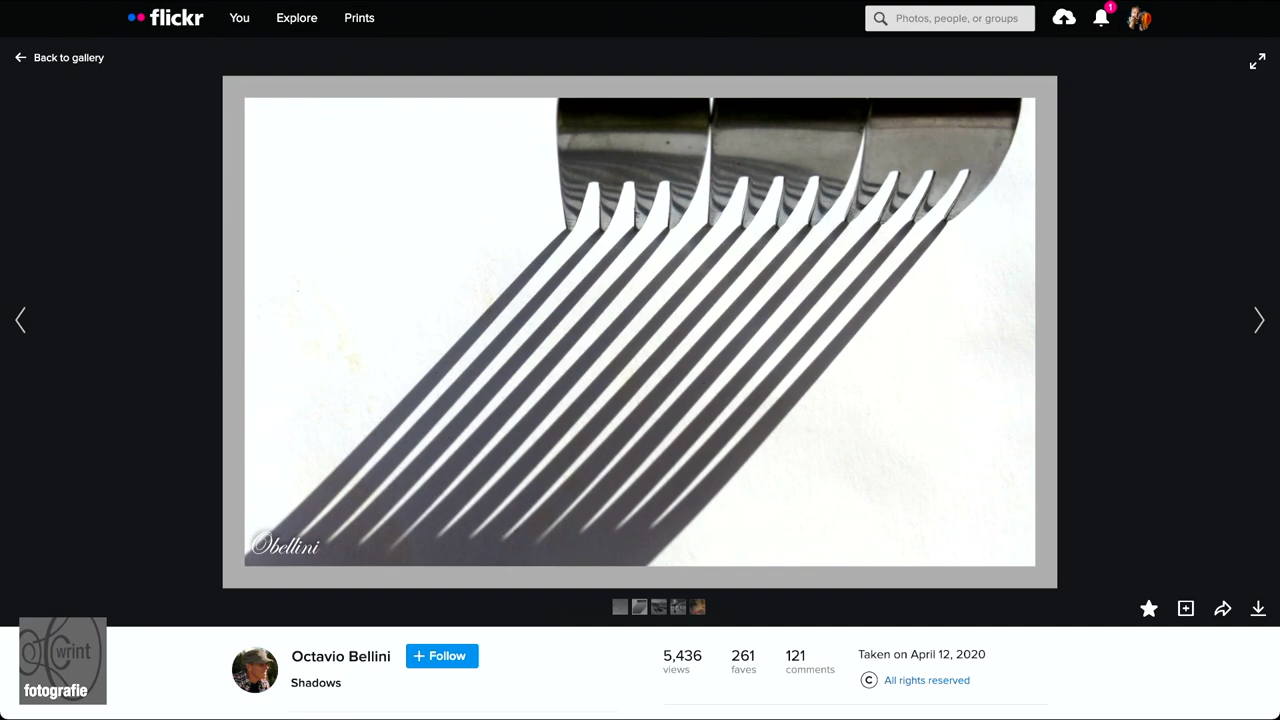 flickr
You
Explore
Prints
Photos, people, or groups
1
Back to gallery
©bellini
wrint
fotografie
Octavio Bellini
+ Follow
Shadows
5,436
views
261
faves
121
comments
Taken on April 12, 2020
© All rights reserved